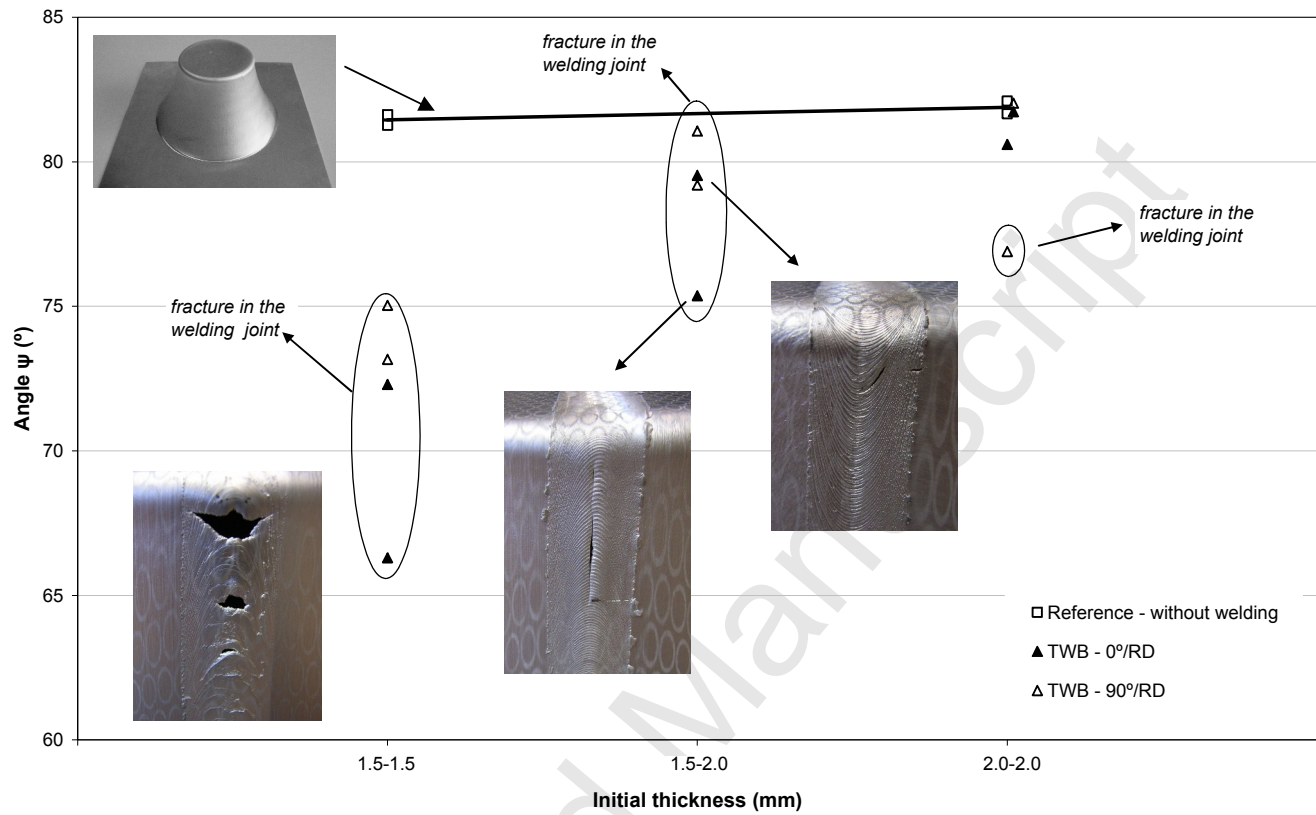 85
fracture in the
welding joint
80
fracture in the
welding joint
75
fracture in the
welding joint
Angle ψ (º)
70
65
Reference - without welding
TWB - 0º/RD
TWB - 90º/RD
60
1.5-1.5
1.5-2.0
2.0-2.0
Initial thickness (mm)
d Manuscript